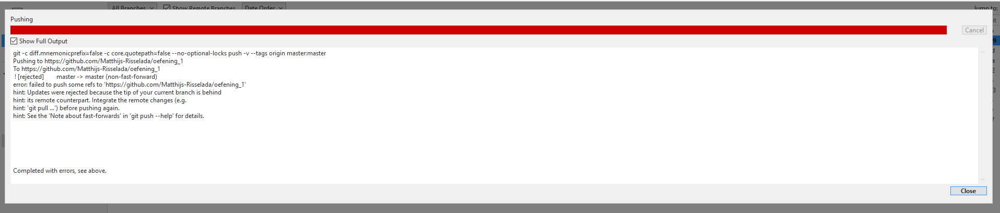 All Branches Show Remote Branches Date Order Jump to:
Pushing
Cancel
Show Full Output
git -c diff.mnemonicprefix=false -c core.quotepath=false --no-optional-locks push -v --tags origin master:master
Pushing to https://github.com/Matthijs-Risselada/oefening_1
To https://github.com/Matthijs-Risselada/oefening_1
! [rejected] master -> master (non-fast-forward)
error: failed to push some refs to 'https://github.com/Matthijs-Risselada/oefening_1'
hint: Updates were rejected because the tip of your current branch is behind
hint: its remote counterpart. Integrate the remote changes (e.g.
hint: 'git pull ...') before pushing again.
hint: See the 'Note about fast-forwards' in 'git push --help' for details.
Completed with errors, see above.
Close